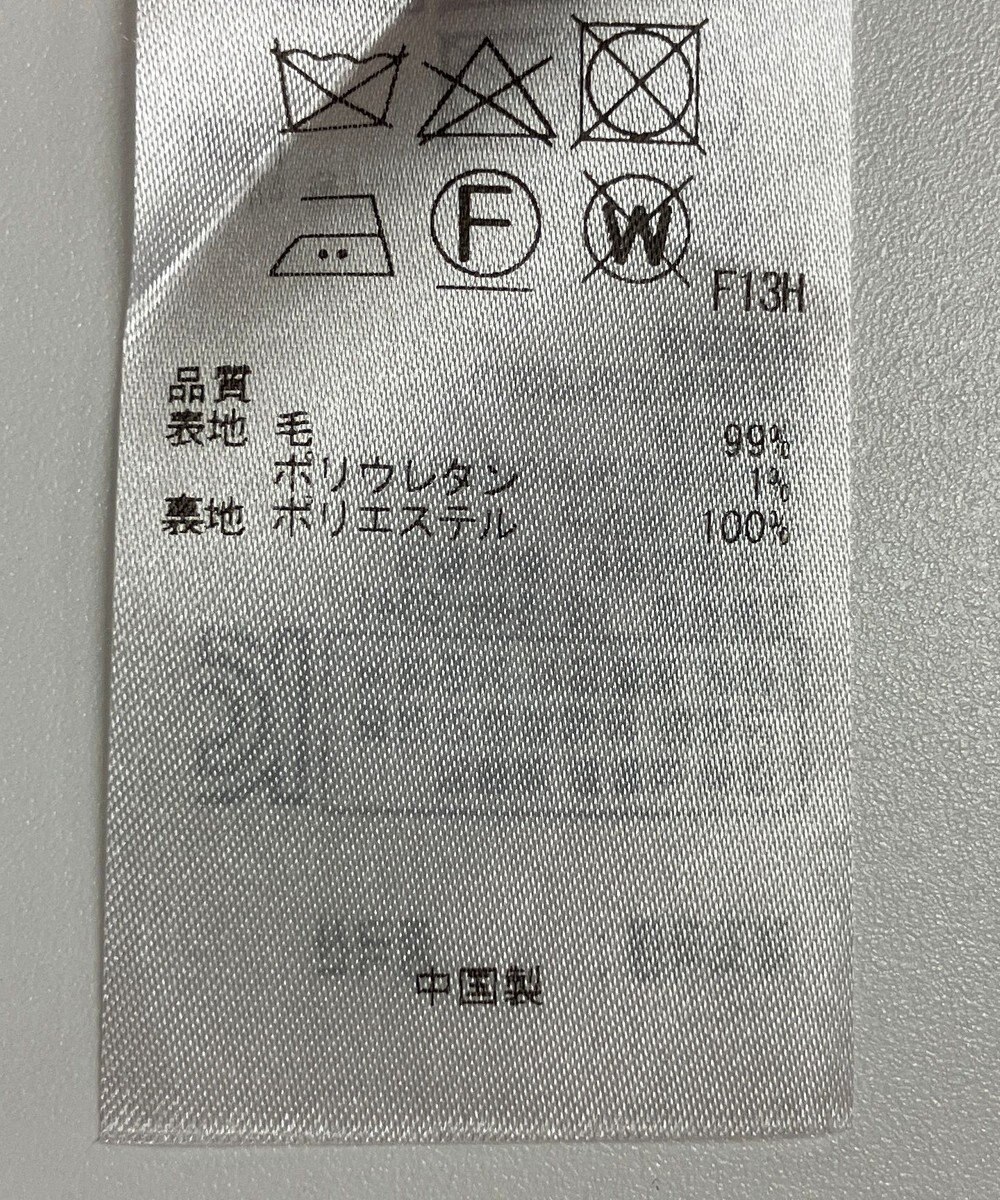 F
W
F13H
品質
表地 毛 99%
ポリウレタン 1%
裏地 ポリエステル 100%
中国製